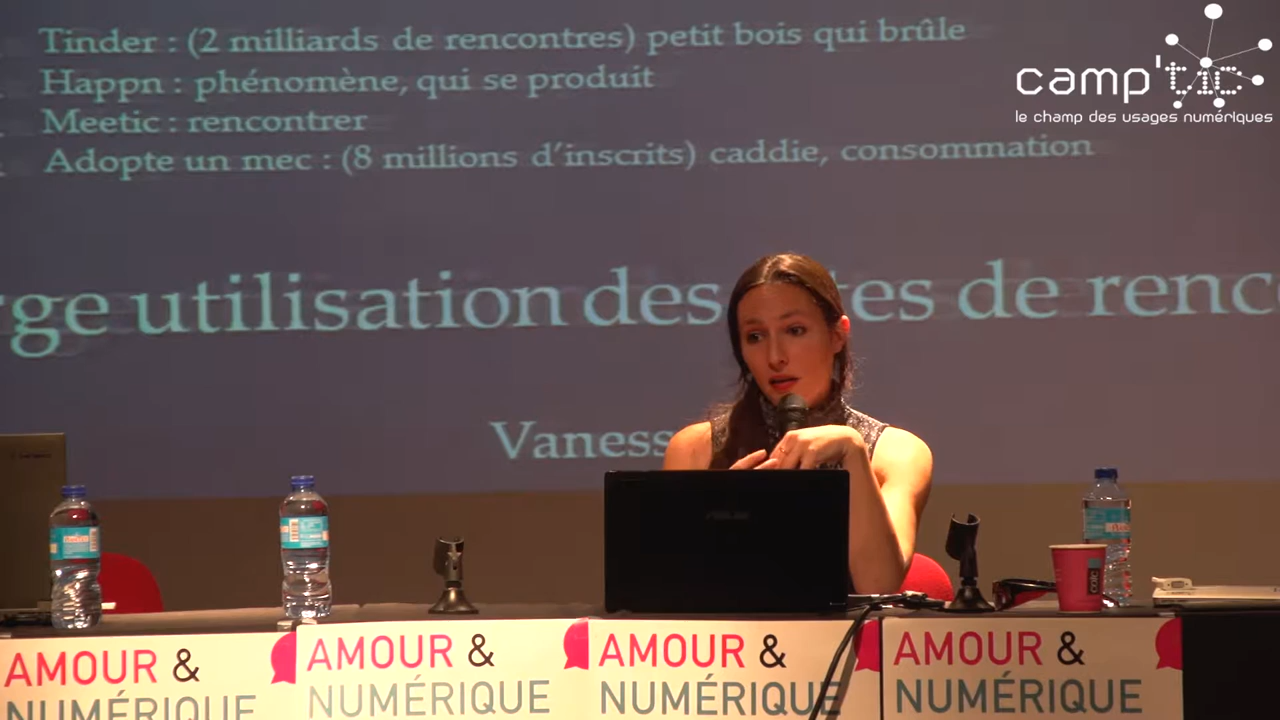 Tinder : (2 milliards de rencontres) petit bois qui brûle
Happn : phénomène, qui se produit
Meetic : rencontrer
Adopte un mec : (8 millions d'inscrits) caddie, consommation
camp'tic
le champ des usages numériques
rge utilisation des tes de renc
Vaness
ASUS
AMOUR &
NUMÉRIQUE
AMOUR &
NUMÉRIQUE
AMOUR &
NUMÉRIQUE
AMOUR &
NUMÉRIQUE